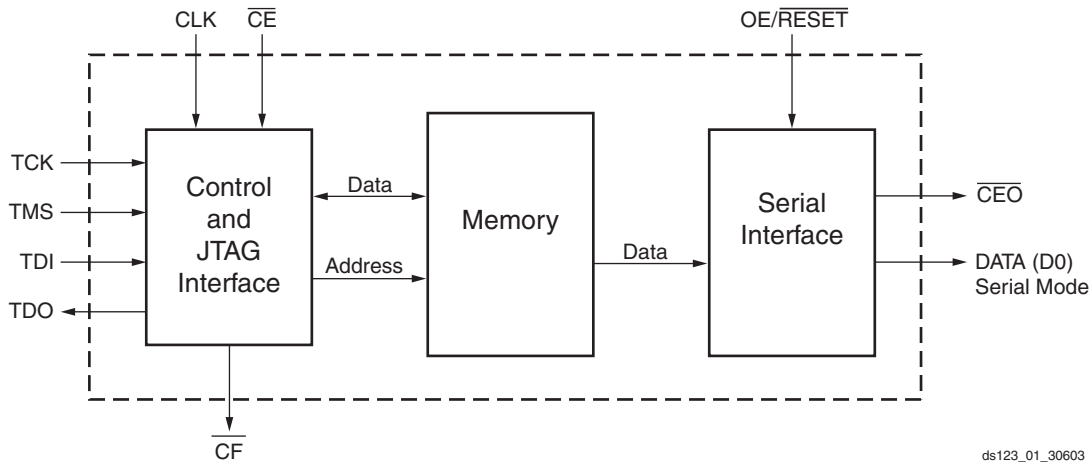 CLK
CE
OE/RESET
TCK
TMS
TDI
TDO
Control
and
JTAG
Interface
Data
Address
Memory
Data
Serial
Interface
CEO
DATA (D0)
Serial Mode
CF
ds123_01_30603